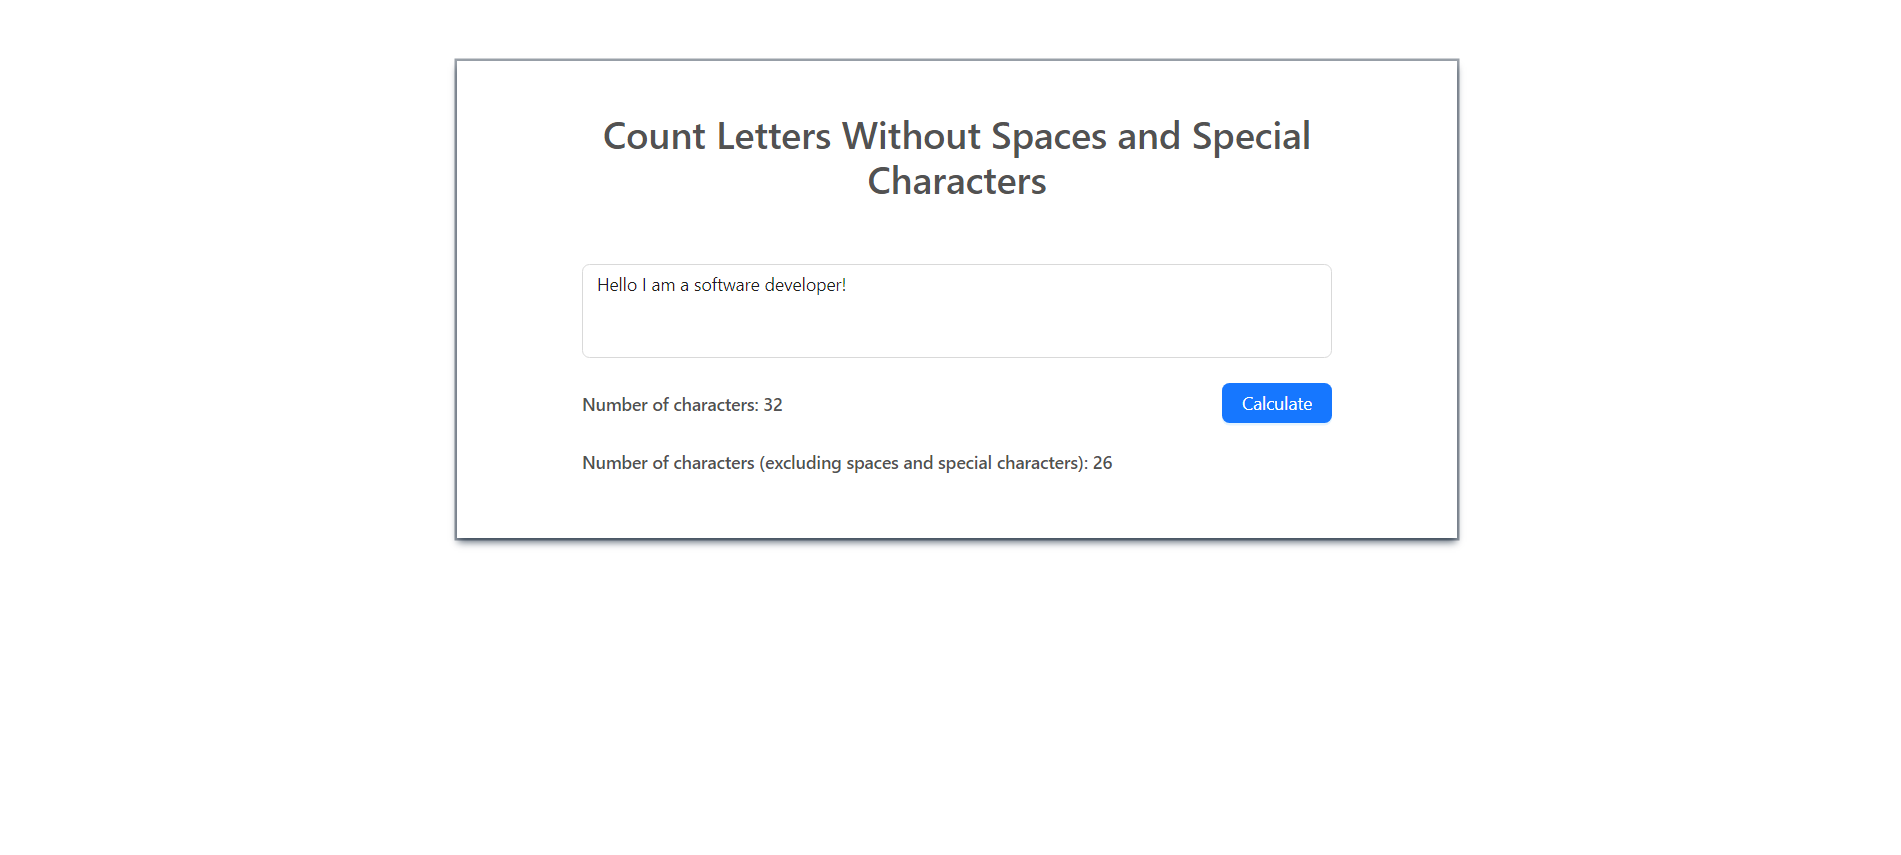 Count Letters Without Spaces and Special
Characters
Hello I am a software developer!
Number of characters: 32
Calculate
Number of characters (excluding spaces and special characters): 26